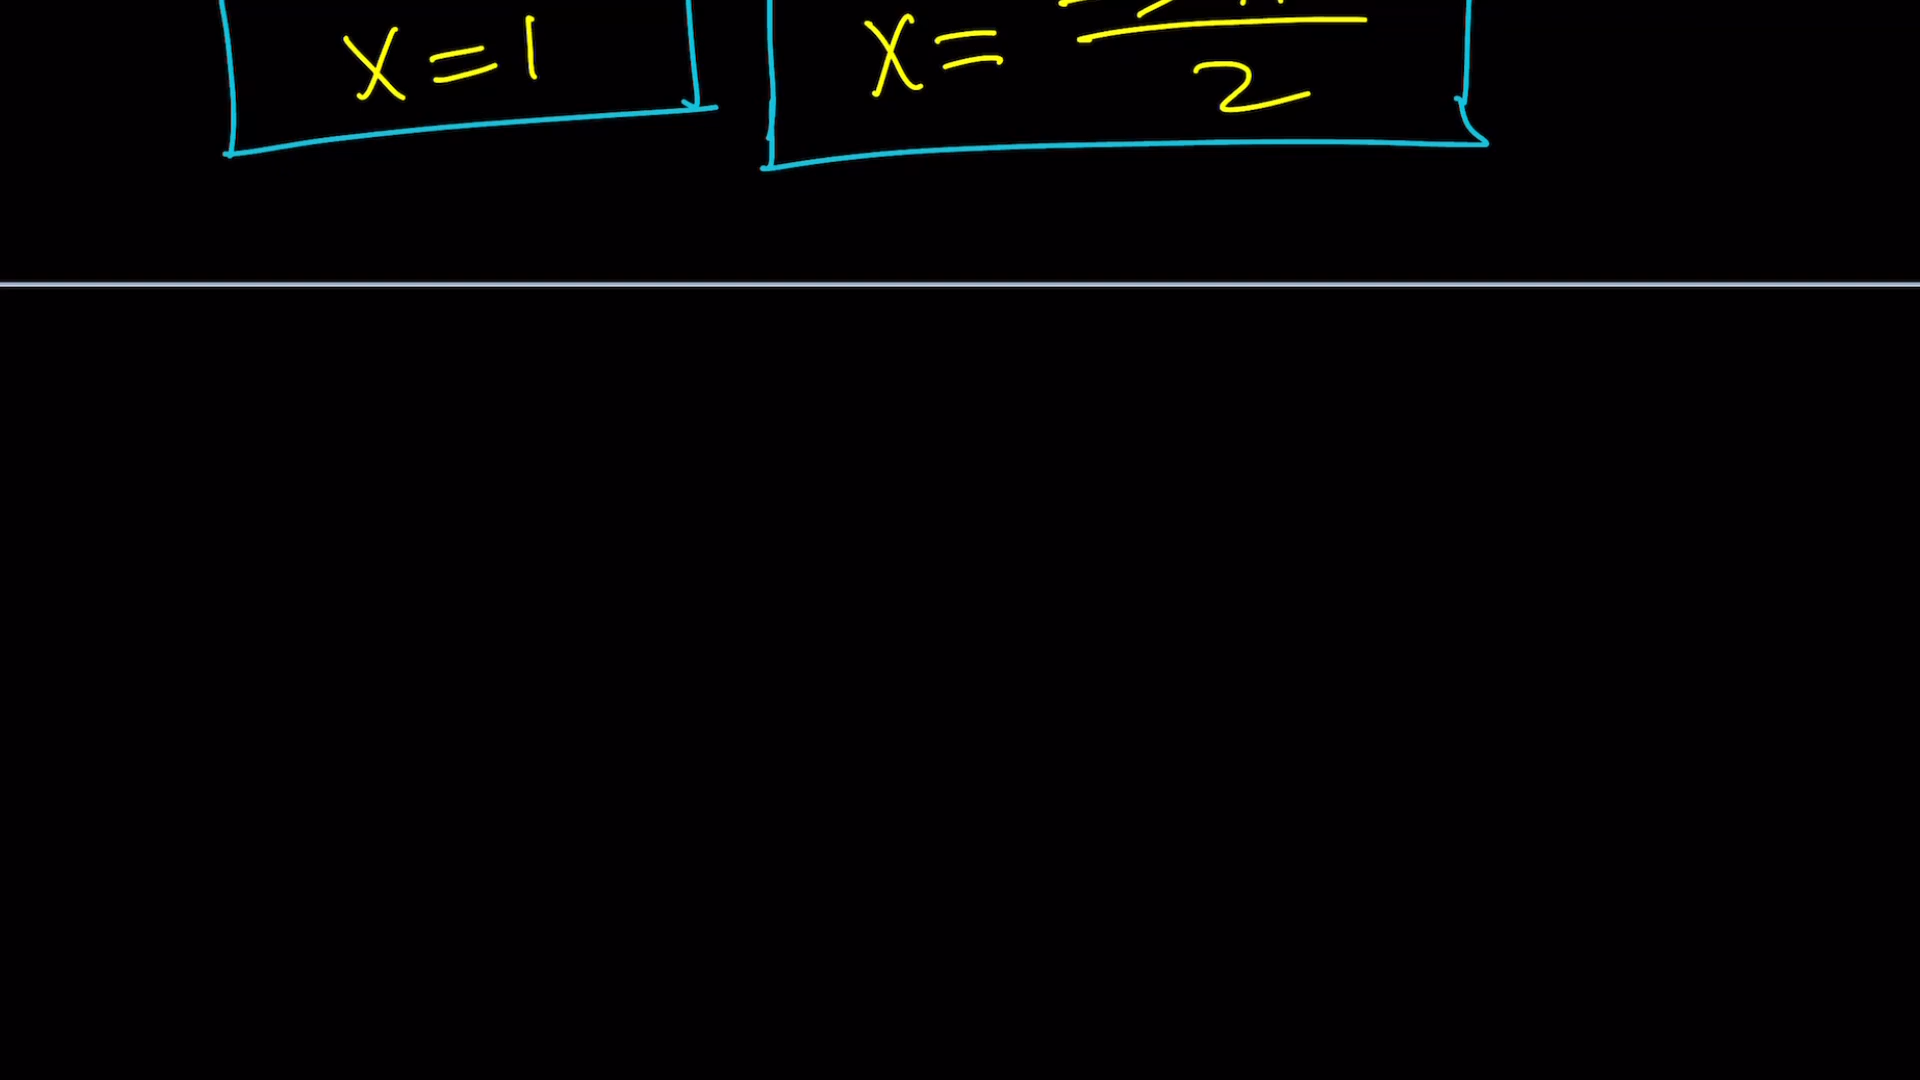 x = 1
x = 2